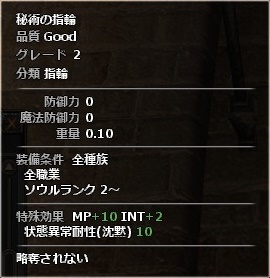 秘術の指輪
品質 Good
グレード 2
分類 指輪
防御力 0
魔法防御力 0
重量 0.10
装備条件 全種族
全職業
ソウルランク 2～
特殊効果 MP+10 INT+2
状態異常耐性(沈黙) 10
略奪されない